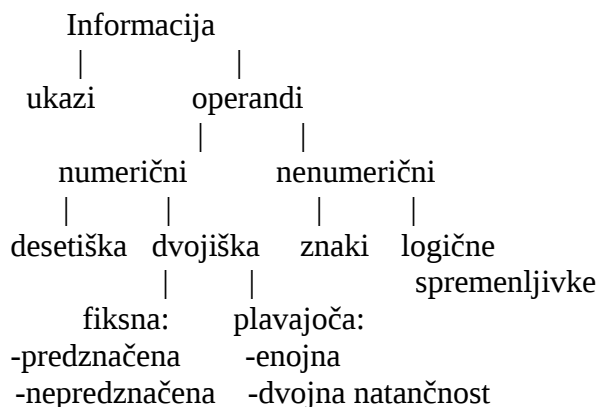 Informacija
| |
ukazi operandi
| |
numerični nenumerični
| | | |
desetiška dvojiška znaki logične
| | spremenljivke
fiksna: plavajoča:
-predznačena -enojna
-nepredznačena -dvojna natančnost